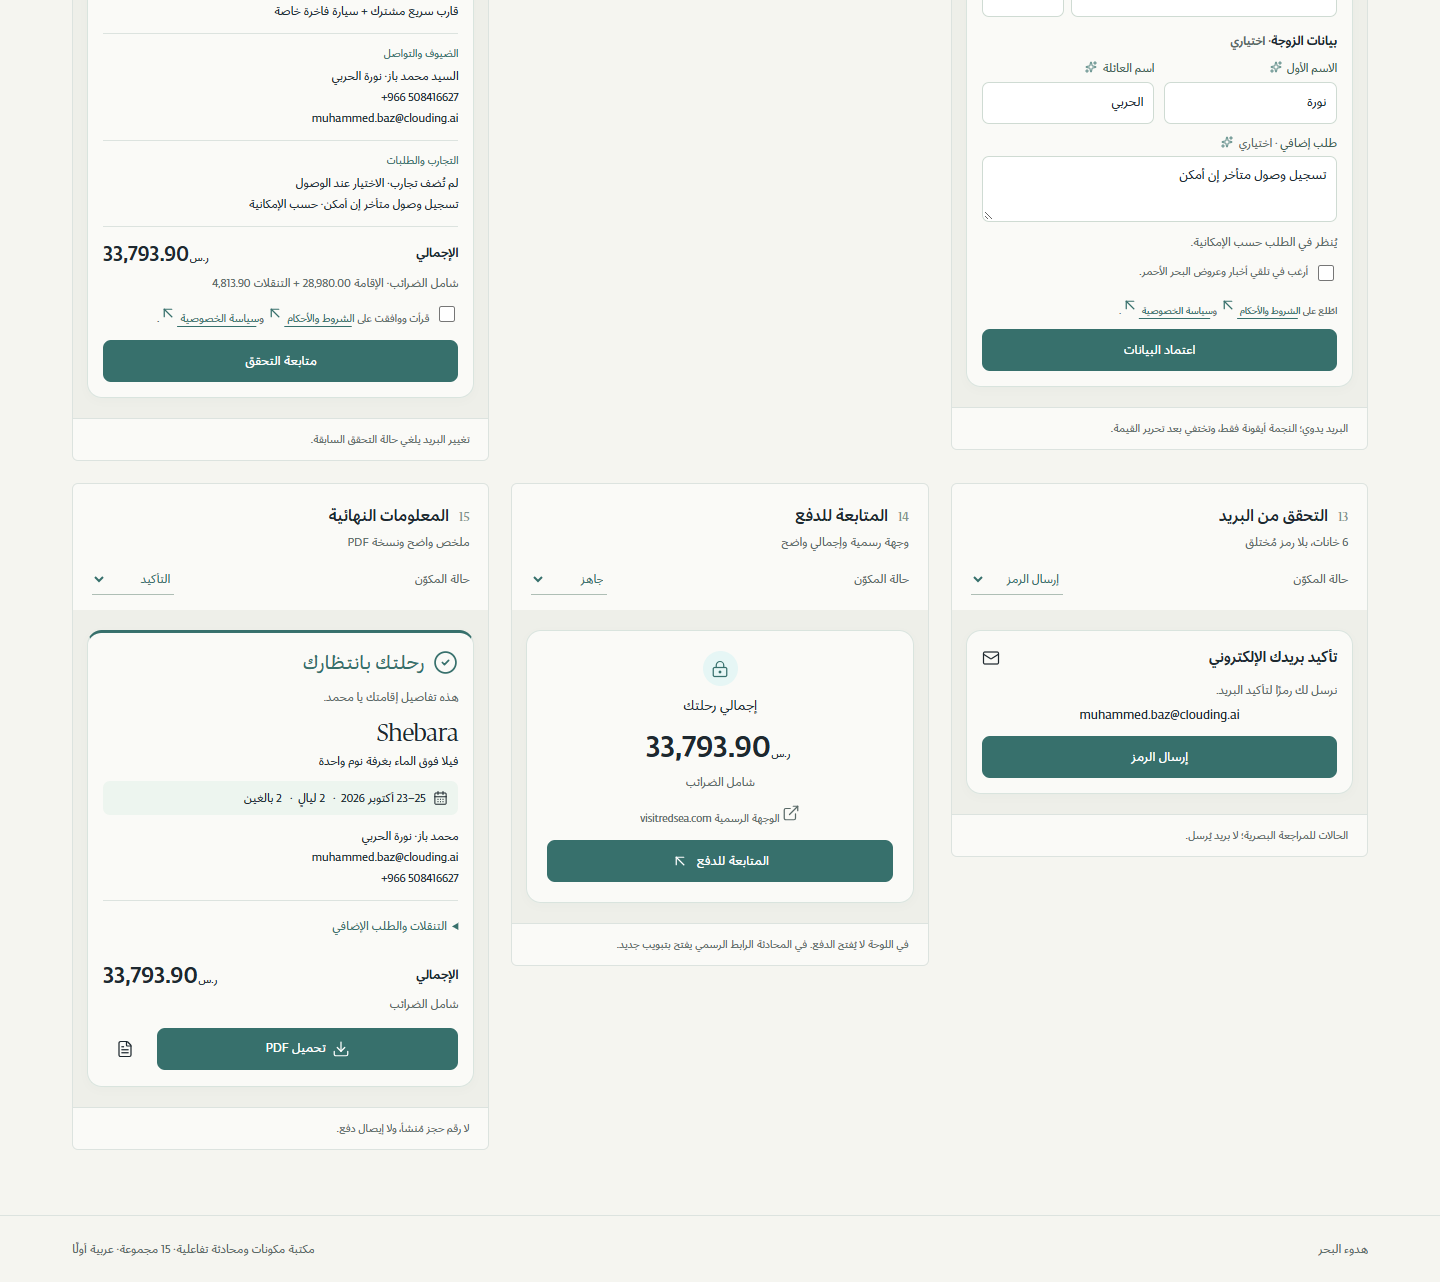 بيانات الزوجة· اختياري
الاسم الأول
اسم العائلة
نورة
الحربي
طلب إضافي · اختياري
تسجيل وصول متأخر إن أمكن
يُنظر في الطلب حسب الإمكانية.
أرغب في تلقي أخبار وعروض البحر الأحمر.
اطّلع على الشروط والأحكام وسياسة الخصوصية .
اعتماد البيانات
البريد يدوي؛ النجمة أيقونة فقط، وتختفي بعد تحرير القيمة.
قارب سريع مشترك + سيارة فاخرة خاصة
الضيوف والتواصل
السيد محمد باز· نورة الحربي
+966 508416627
muhammed.baz@clouding.ai
التجارب والطلبات
لم تُضف تجارب· الاختيار عند الوصول
تسجيل وصول متأخر إن أمكن· حسب الإمكانية
الإجمالي
33,793.90 ر.س
شامل الضرائب· الإقامة 28,980.00 + التنقلات 4,813.90
قرأت ووافقت على الشروط والأحكام وسياسة الخصوصية .
متابعة التحقق
تغيير البريد يلغي حالة التحقق السابقة.
13 التحقق من البريد
6 خانات، بلا رمز مُختلق
حالة المكوّن
إرسال الرمز
تأكيد بريدك الإلكتروني
نرسل لك رمزًا لتأكيد البريد.
muhammed.baz@clouding.ai
إرسال الرمز
الحالات للمراجعة البصرية؛ لا بريد يُرسل.
14 المتابعة للدفع
وجهة رسمية وإجمالي واضح
حالة المكوّن
جاهز
إجمالي رحلتك
33,793.90 ر.س
شامل الضرائب
الوجهة الرسمية visitredsea.com
المتابعة للدفع
في اللوحة لا يُفتح الدفع. في المحادثة الرابط الرسمي يفتح بتبويب جديد.
15 المعلومات النهائية
ملخص واضح ونسخة PDF
حالة المكوّن
التأكيد
رحلتك بانتظارك
هذه تفاصيل إقامتك يا محمد.
Shebara
فيلا فوق الماء بغرفة نوم واحدة
23–25 أكتوبر 2026 · 2 ليالٍ · 2 بالغين
محمد باز· نورة الحربي
muhammed.baz@clouding.ai
+966 508416627
التنقلات والطلب الإضافي
الإجمالي
33,793.90 ر.س
شامل الضرائب
تحميل PDF
لا رقم حجز مُنشأ، ولا إيصال دفع.
هدوء البحر
مكتبة مكونات ومحادثة تفاعلية· 15 مجموعة· عربية أولًا